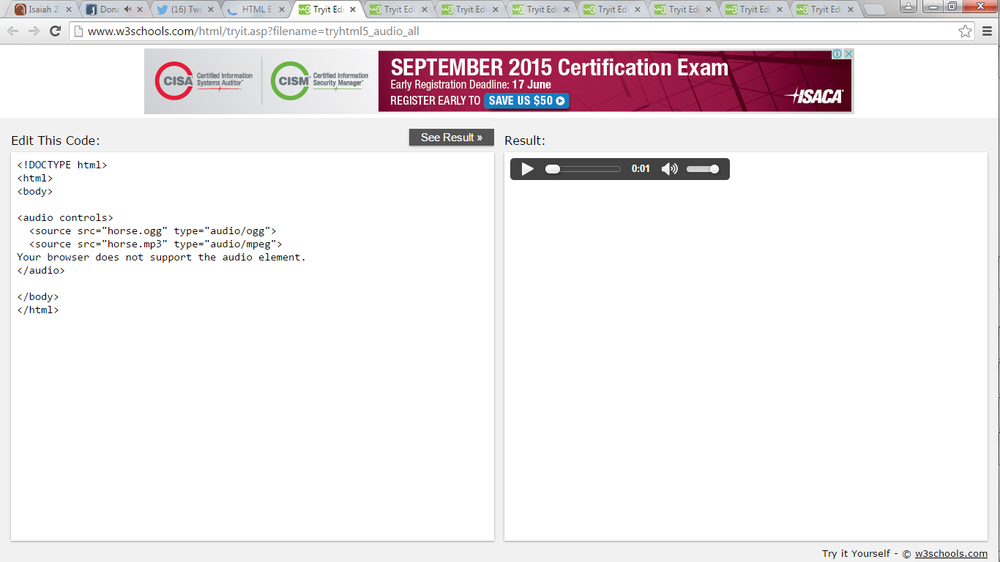 Isaiah 2
Dona
(16) Twi
HTML E
Tryit Edi
Tryit Edi
Tryit Edi
Tryit Edi
Tryit Edi
Tryit Edi
Tryit Edi
Tryit Edi
www.w3schools.com/html/tryit.asp?filename=tryhtml5_audio_all
CISA Certified Information Systems Auditor®
CISM Certified Information Security Manager®
SEPTEMBER 2015 Certification Exam
Early Registration Deadline: 17 June
REGISTER EARLY TO SAVE US $50
ISACA®
Edit This Code:
See Result »
Result:
<!DOCTYPE html>
<html>
<body>
<audio controls>
<source src="horse.ogg" type="audio/ogg">
<source src="horse.mp3" type="audio/mpeg">
Your browser does not support the audio element.
</audio>
</body>
</html>
0:01
Try it Yourself - © w3schools.com